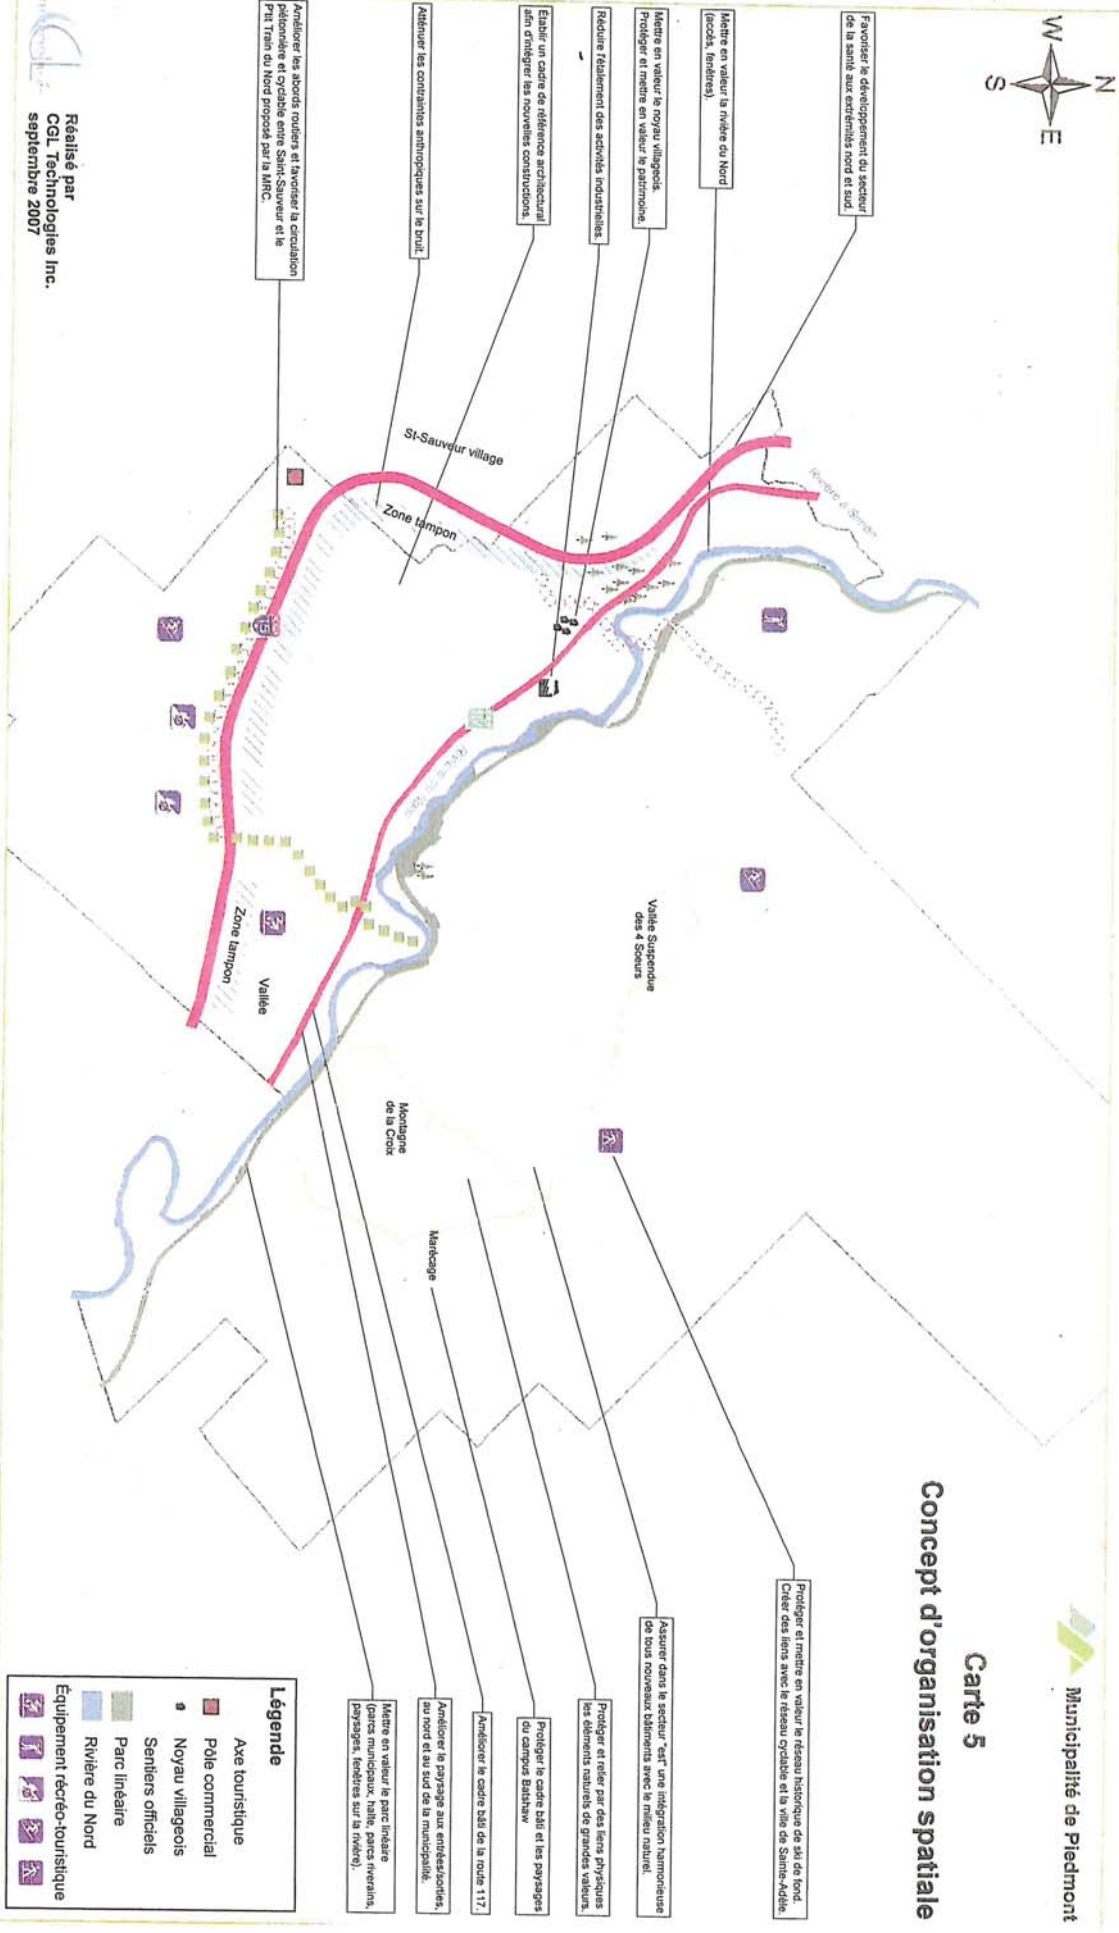 Municipalité de Piedmont
Carte 5
Concept d'organisation spatiale
N
W
E
S
Favoriser le développement du secteur
de la santé aux extrémités nord et sud.
Mettre en valeur la rivière du Nord
(accès, fenêtres).
Mettre en valeur le noyau villageois.
Protéger et mettre en valeur le patrimoine.
Réduire l'étalement des activités industrielles.
Établir un cadre de référence architectural
afin d'intégrer les nouvelles constructions.
Atténuer les contraintes anthropiques sur le bruit.
Améliorer les abords routiers et favoriser la circulation
piétonnière et cyclable entre Saint-Sauveur et le
P'tit Train du Nord proposé par la MRC.
Rivière à Simon
St-Sauveur village
Zone tampon
15
Rivière du Nord
Vallée Suspendue
des 4 Soeurs
Zone tampon
Vallée
Montagne
de la Croix
Marécage
Protéger et mettre en valeur le réseau historique de ski de fond.
Créer des liens avec le réseau cyclable et la ville de Sainte-Adèle.
Assurer dans le secteur "est" une intégration harmonieuse
de tous nouveaux bâtiments avec le milieu naturel.
Protéger et relier par des liens physiques
les éléments naturels de grandes valeurs.
Protéger le cadre bâti et les paysages
du campus Batshaw
Améliorer le cadre bâti de la route 117.
Améliorer le paysage aux entrées/sorties,
au nord et au sud de la municipalité.
Mettre en valeur le parc linéaire
(parcs municipaux, halte, parcs riverains,
paysages, fenêtres sur la rivière).
Légende
Axe touristique
Pôle commercial
Noyau villageois
Sentiers officiels
Parc linéaire
Rivière du Nord
Équipement récréo-touristique
Réalisé par
CGL Technologies Inc.
septembre 2007